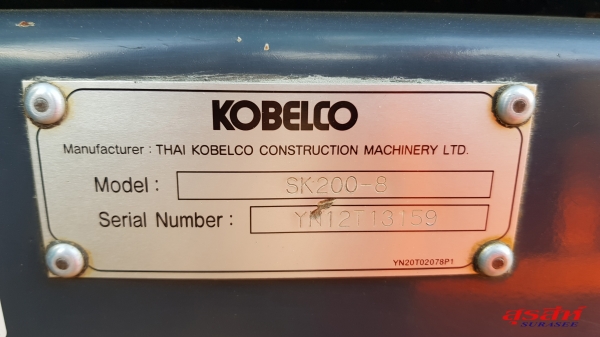 KOBELCO
Manufacturer : THAI KOBELCO CONSTRUCTION MACHINERY LTD.
Model : SK200-8
Serial Number : YN12T13159
YN20T02078P1
asahi
SURASEE